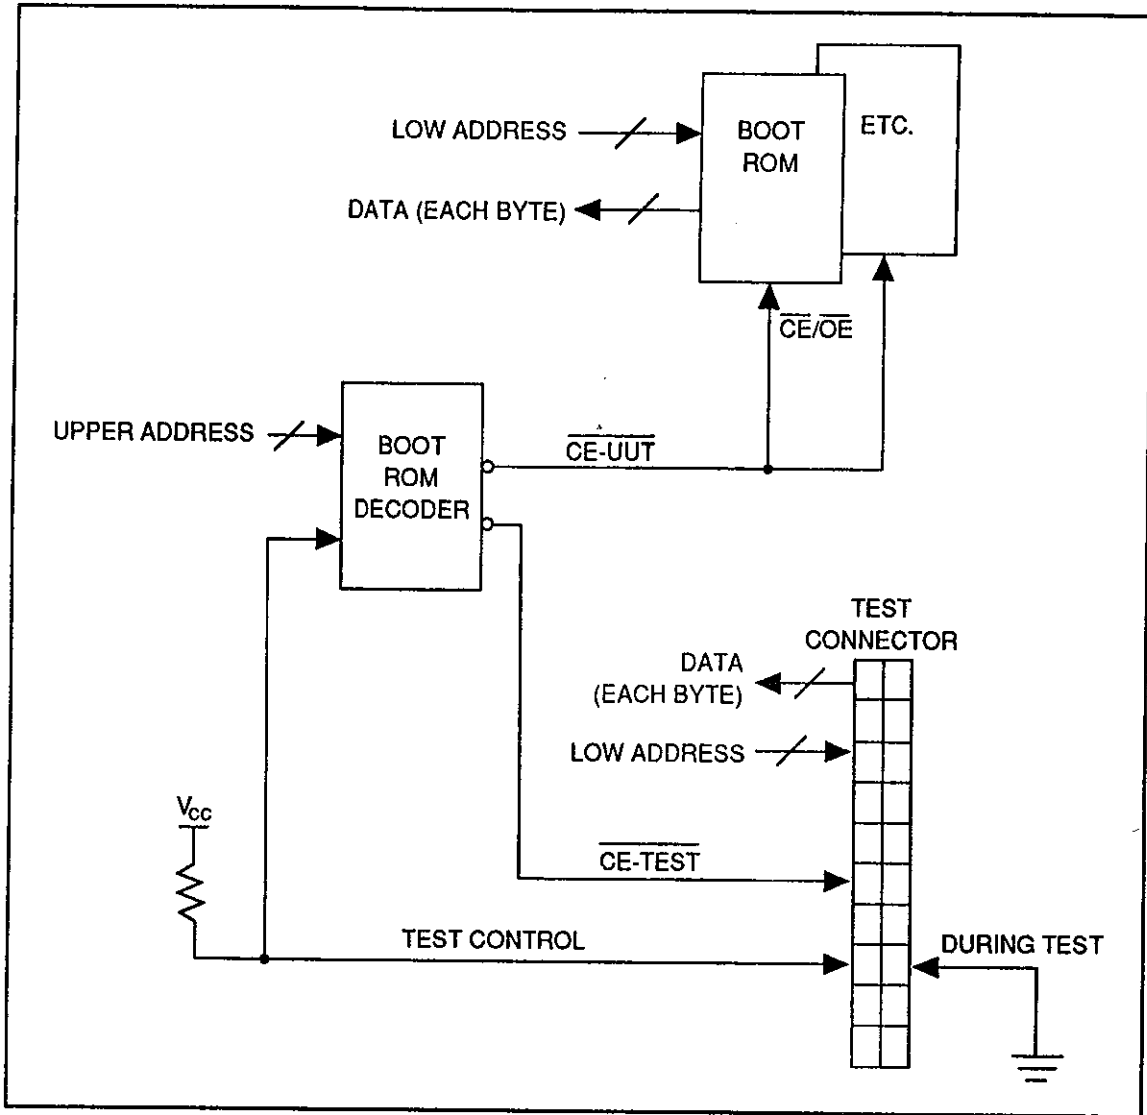 LOW ADDRESS
DATA (EACH BYTE)
BOOT
ROM
ETC.
CE/OE
UPPER ADDRESS
BOOT
ROM
DECODER
CE-UUT
TEST
CONNECTOR
DATA
(EACH BYTE)
LOW ADDRESS
VCC
CE-TEST
TEST CONTROL
DURING TEST